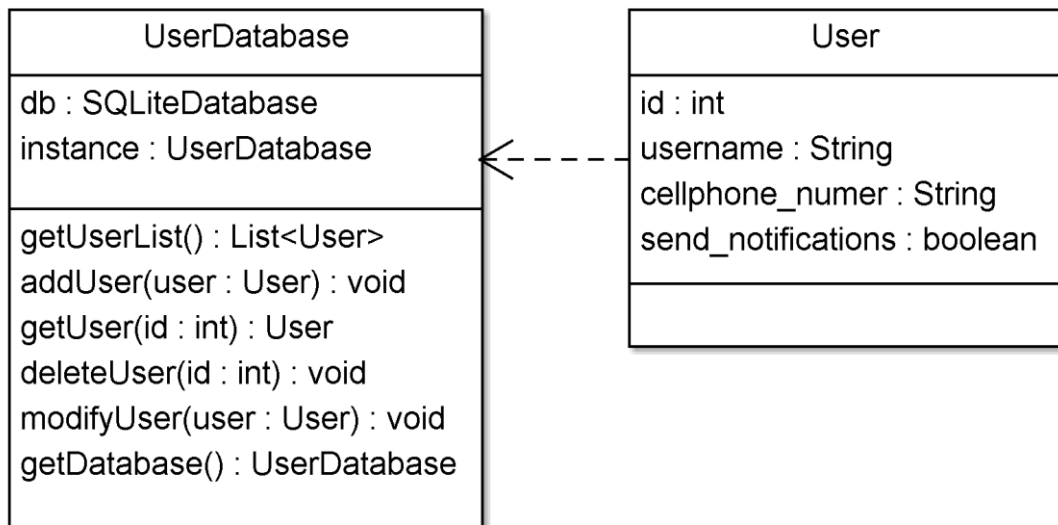 UserDatabase
db : SQLiteDatabase
instance : UserDatabase
getUserList() : List<User>
addUser(user : User) : void
getUser(id : int) : User
deleteUser(id : int) : void
modifyUser(user : User) : void
getDatabase() : UserDatabase
User
id : int
username : String
cellphone_numer : String
send_notifications : boolean